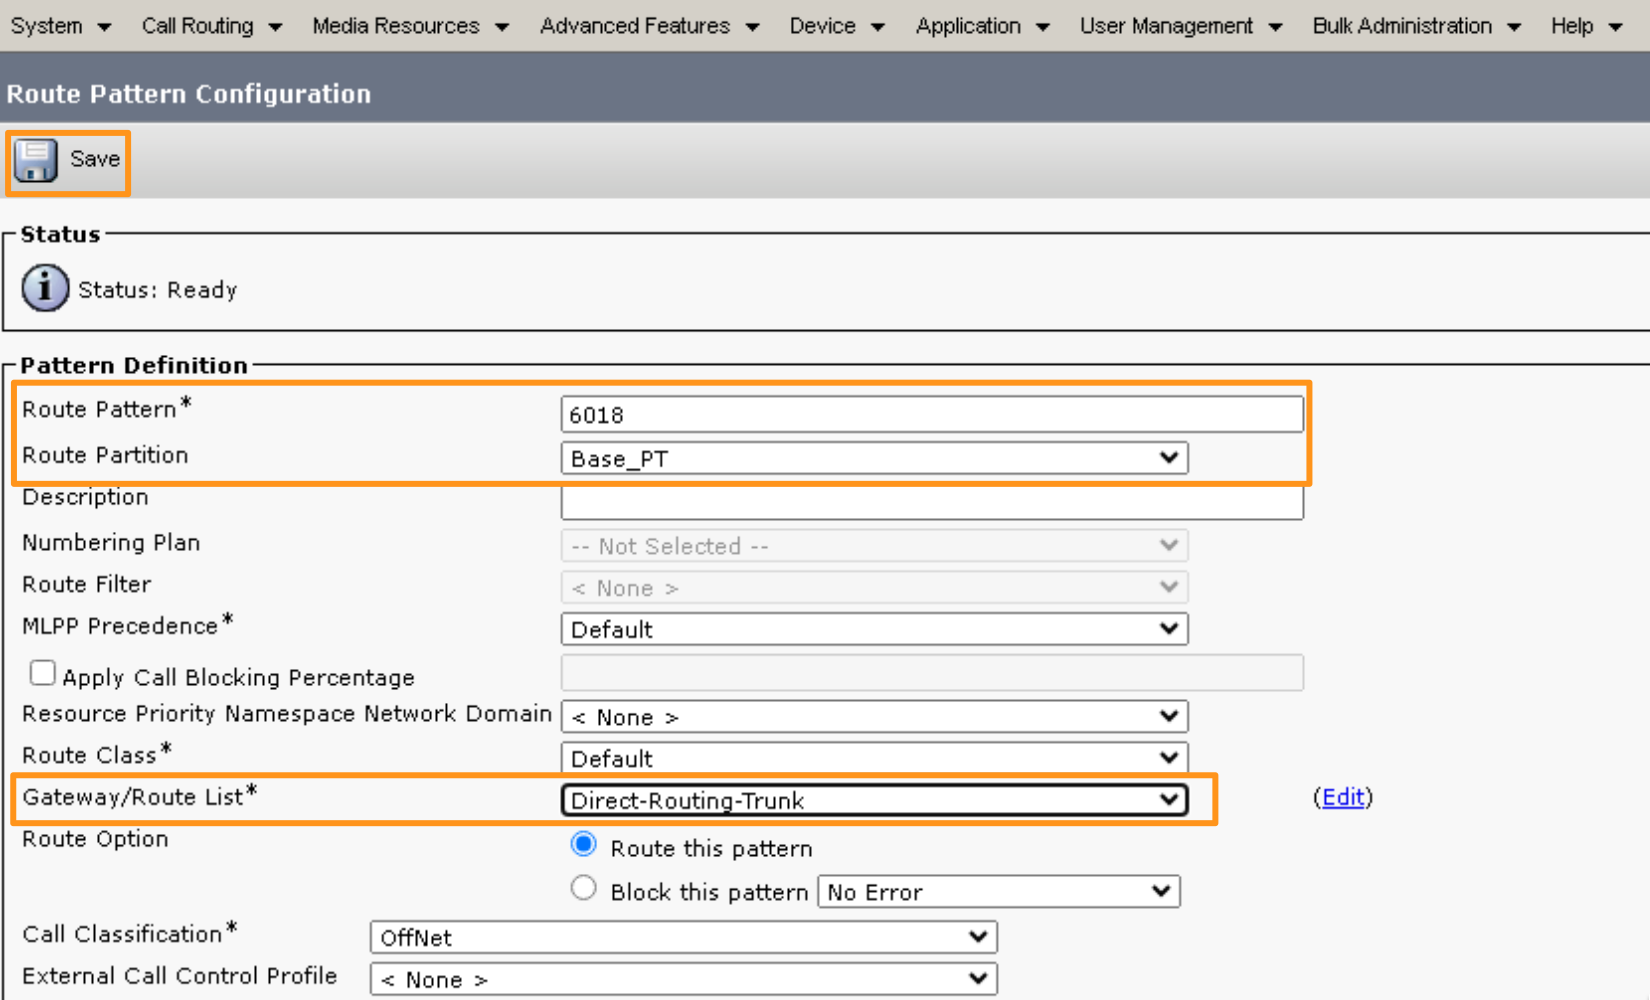 System Call Routing Media Resources Advanced Features Device Application User Management Bulk Administration Help
Route Pattern Configuration
Save
Status
Status: Ready
Pattern Definition
Route Pattern* 6018
Route Partition Base_PT
Description
Numbering Plan -- Not Selected --
Route Filter < None >
MLPP Precedence* Default
Apply Call Blocking Percentage
Resource Priority Namespace Network Domain < None >
Route Class* Default
Gateway/Route List* Direct-Routing-Trunk (Edit)
Route Option Route this pattern
Block this pattern No Error
Call Classification* OffNet
External Call Control Profile < None >